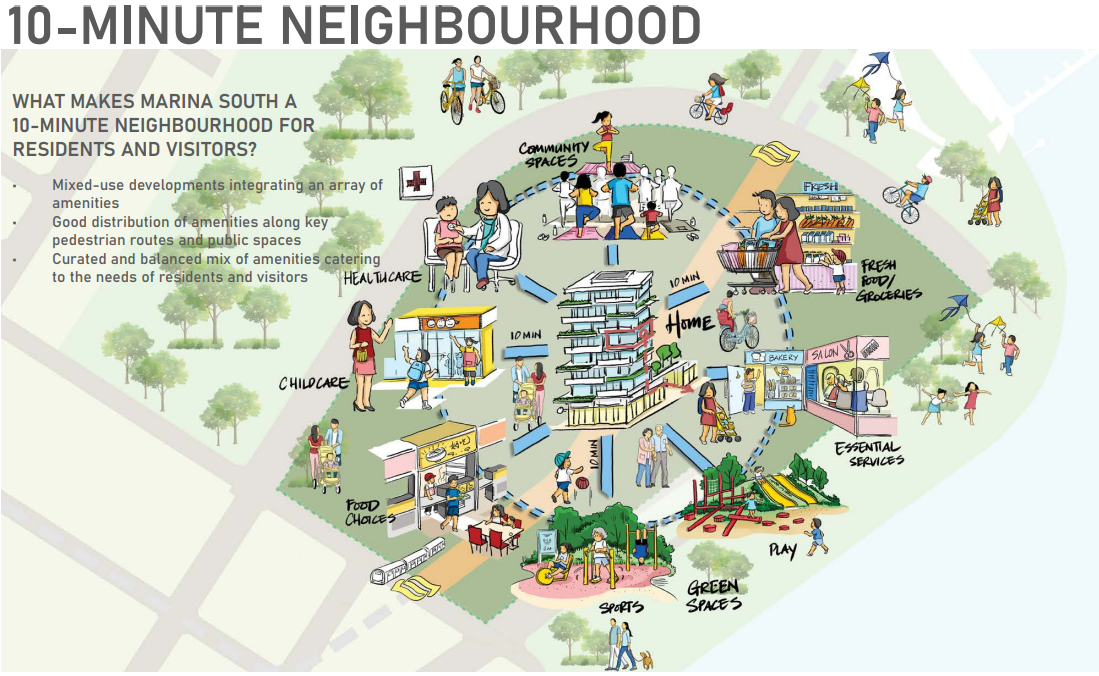 10-MINUTE NEIGHBOURHOOD
WHAT MAKES MARINA SOUTH A
10-MINUTE NEIGHBOURHOOD FOR
RESIDENTS AND VISITORS?
• Mixed-use developments integrating an array of
amenities
• Good distribution of amenities along key
pedestrian routes and public spaces
• Curated and balanced mix of amenities catering
to the needs of residents and visitors
COMMUNITY
SPACES
FRESH
HEALTHCARE
FRESH
FOOD/
GROCERIES
10 MIN
HOME
10 MIN
BAKERY
SALON
CHILDCARE
ESSENTIAL
SERVICES
10 MIN
FOOD
CHOICES
PLAY
GREEN
SPACES
SPORTS